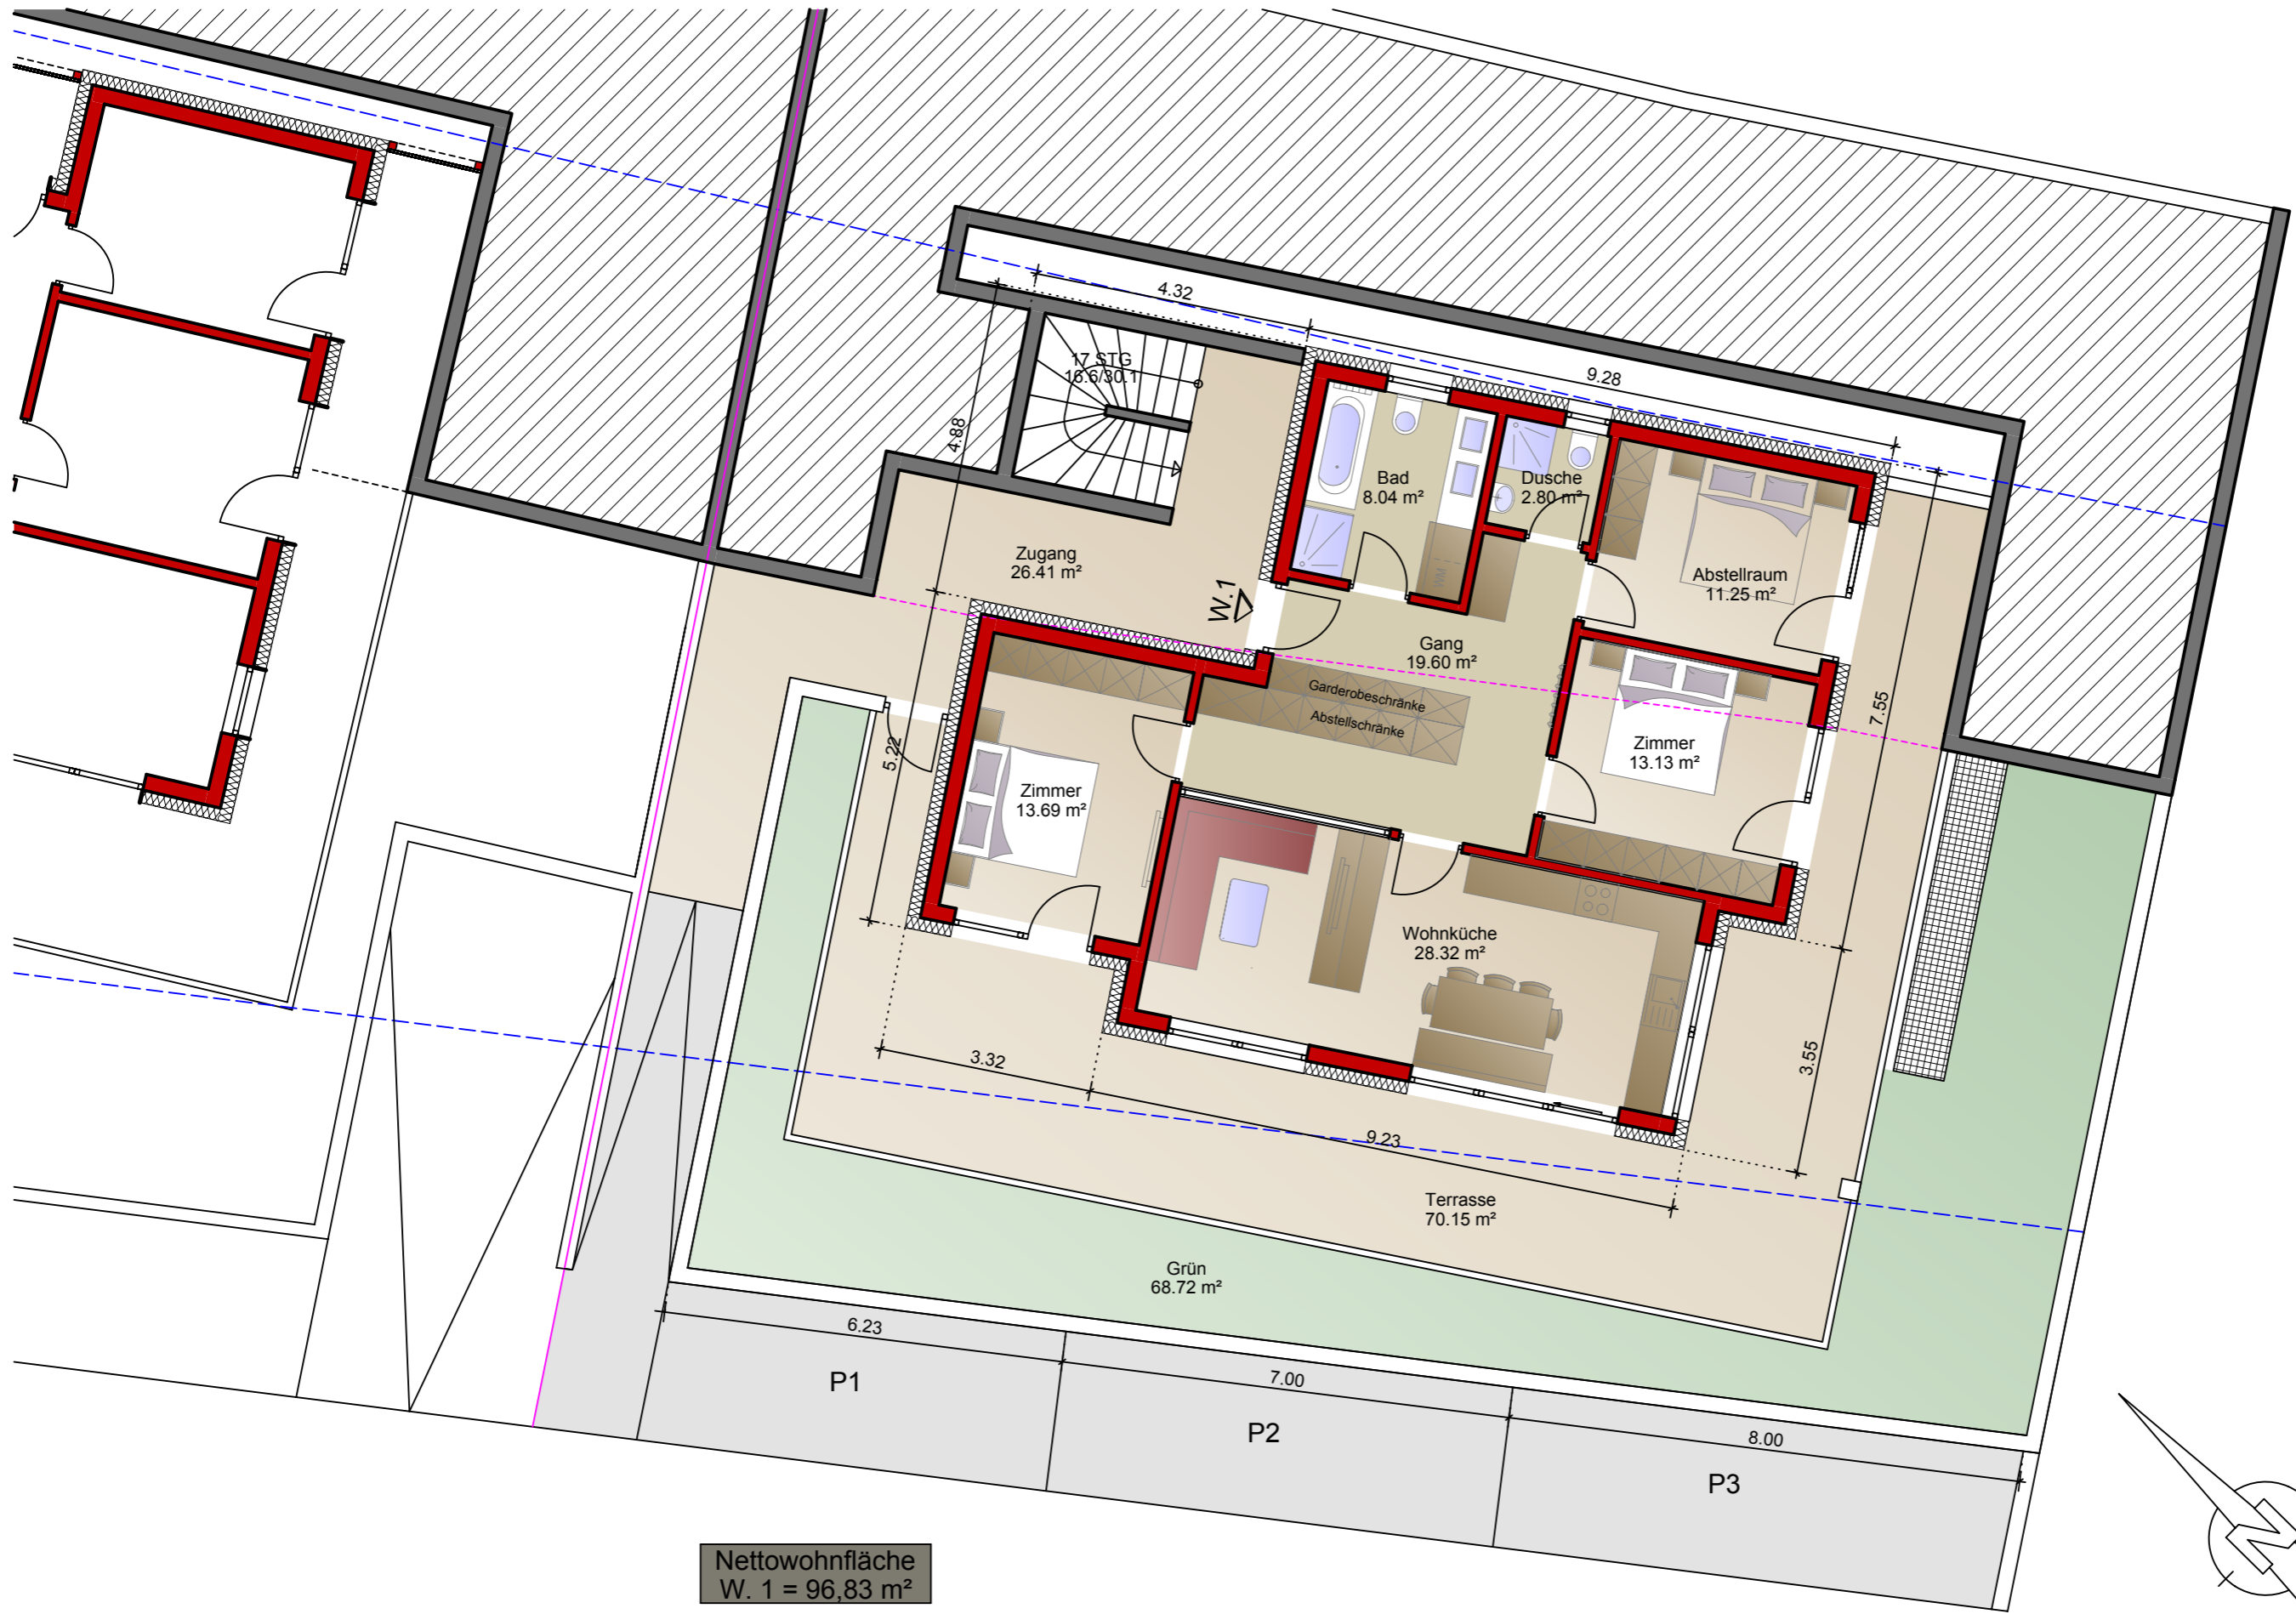 4.32
9.28
17 STG
16.6/30.1
4.88
Bad
8.04 m²
Dusche
2.80 m²
Zugang
26.41 m²
W.1
WM
Abstellraum
11.25 m²
Gang
19.60 m²
Garderobeschränke
Abstellschränke
7.55
5.22
Zimmer
13.13 m²
Zimmer
13.69 m²
Wohnküche
28.32 m²
3.32
3.55
9.23
Terrasse
70.15 m²
Grün
68.72 m²
6.23
7.00
8.00
P1
P2
P3
N
Nettowohnfläche
W. 1 = 96,83 m²